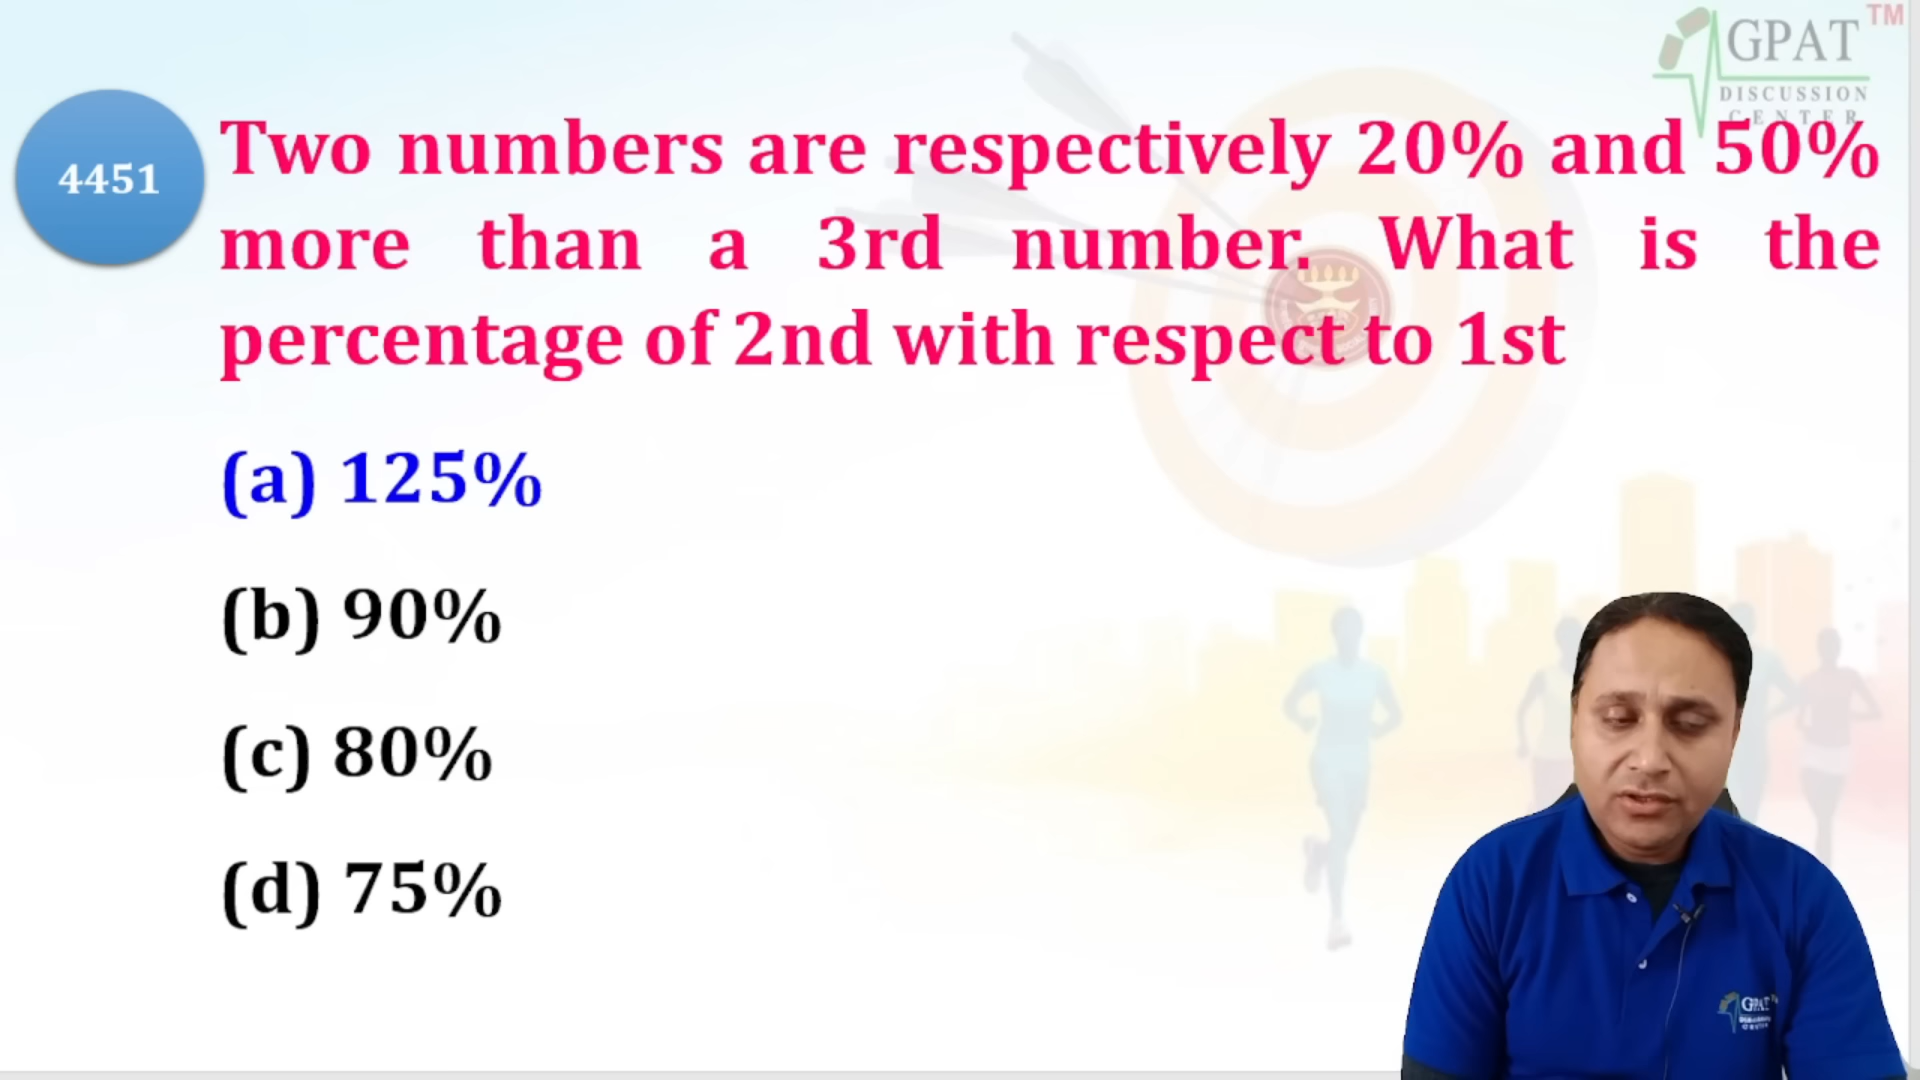 TM
GPAT
DISCUSSION
CENTER
4451
Two numbers are respectively 20% and 50%
more than a 3rd number. What is the
percentage of 2nd with respect to 1st
(a) 125%
(b) 90%
(c) 80%
(d) 75%
GPAT